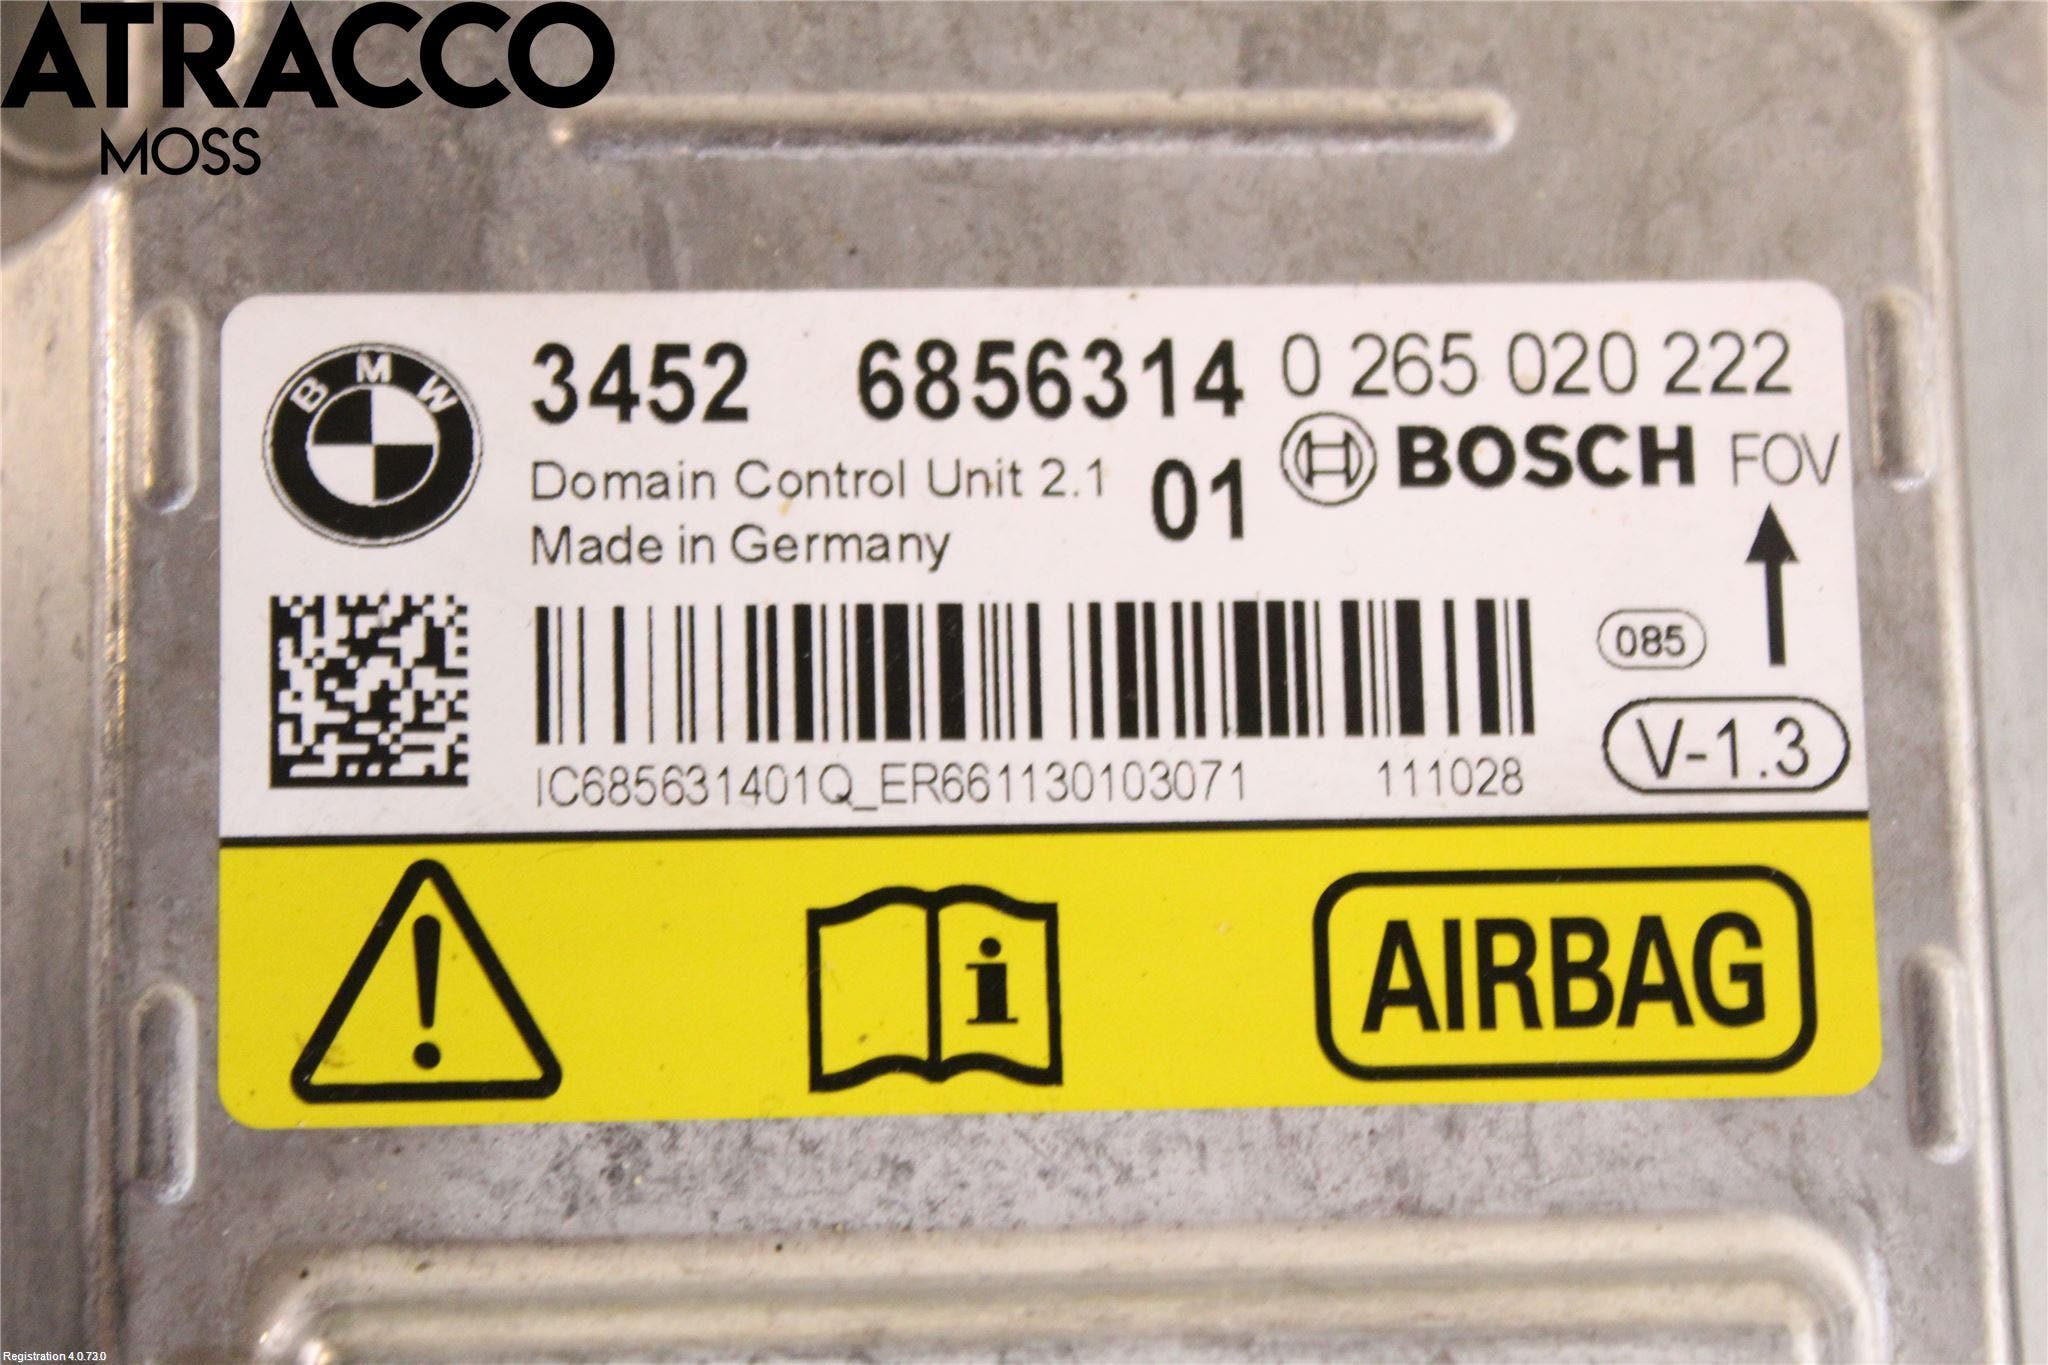 ATRACCO
MOSS
BMW
3452 6856314 0 265 020 222
Domain Control Unit 2.1 01 BOSCH FOV
Made in Germany
085
V-1.3
IC685631401Q_ER661130103071 111028
! i AIRBAG
Registration 4.0.73.0